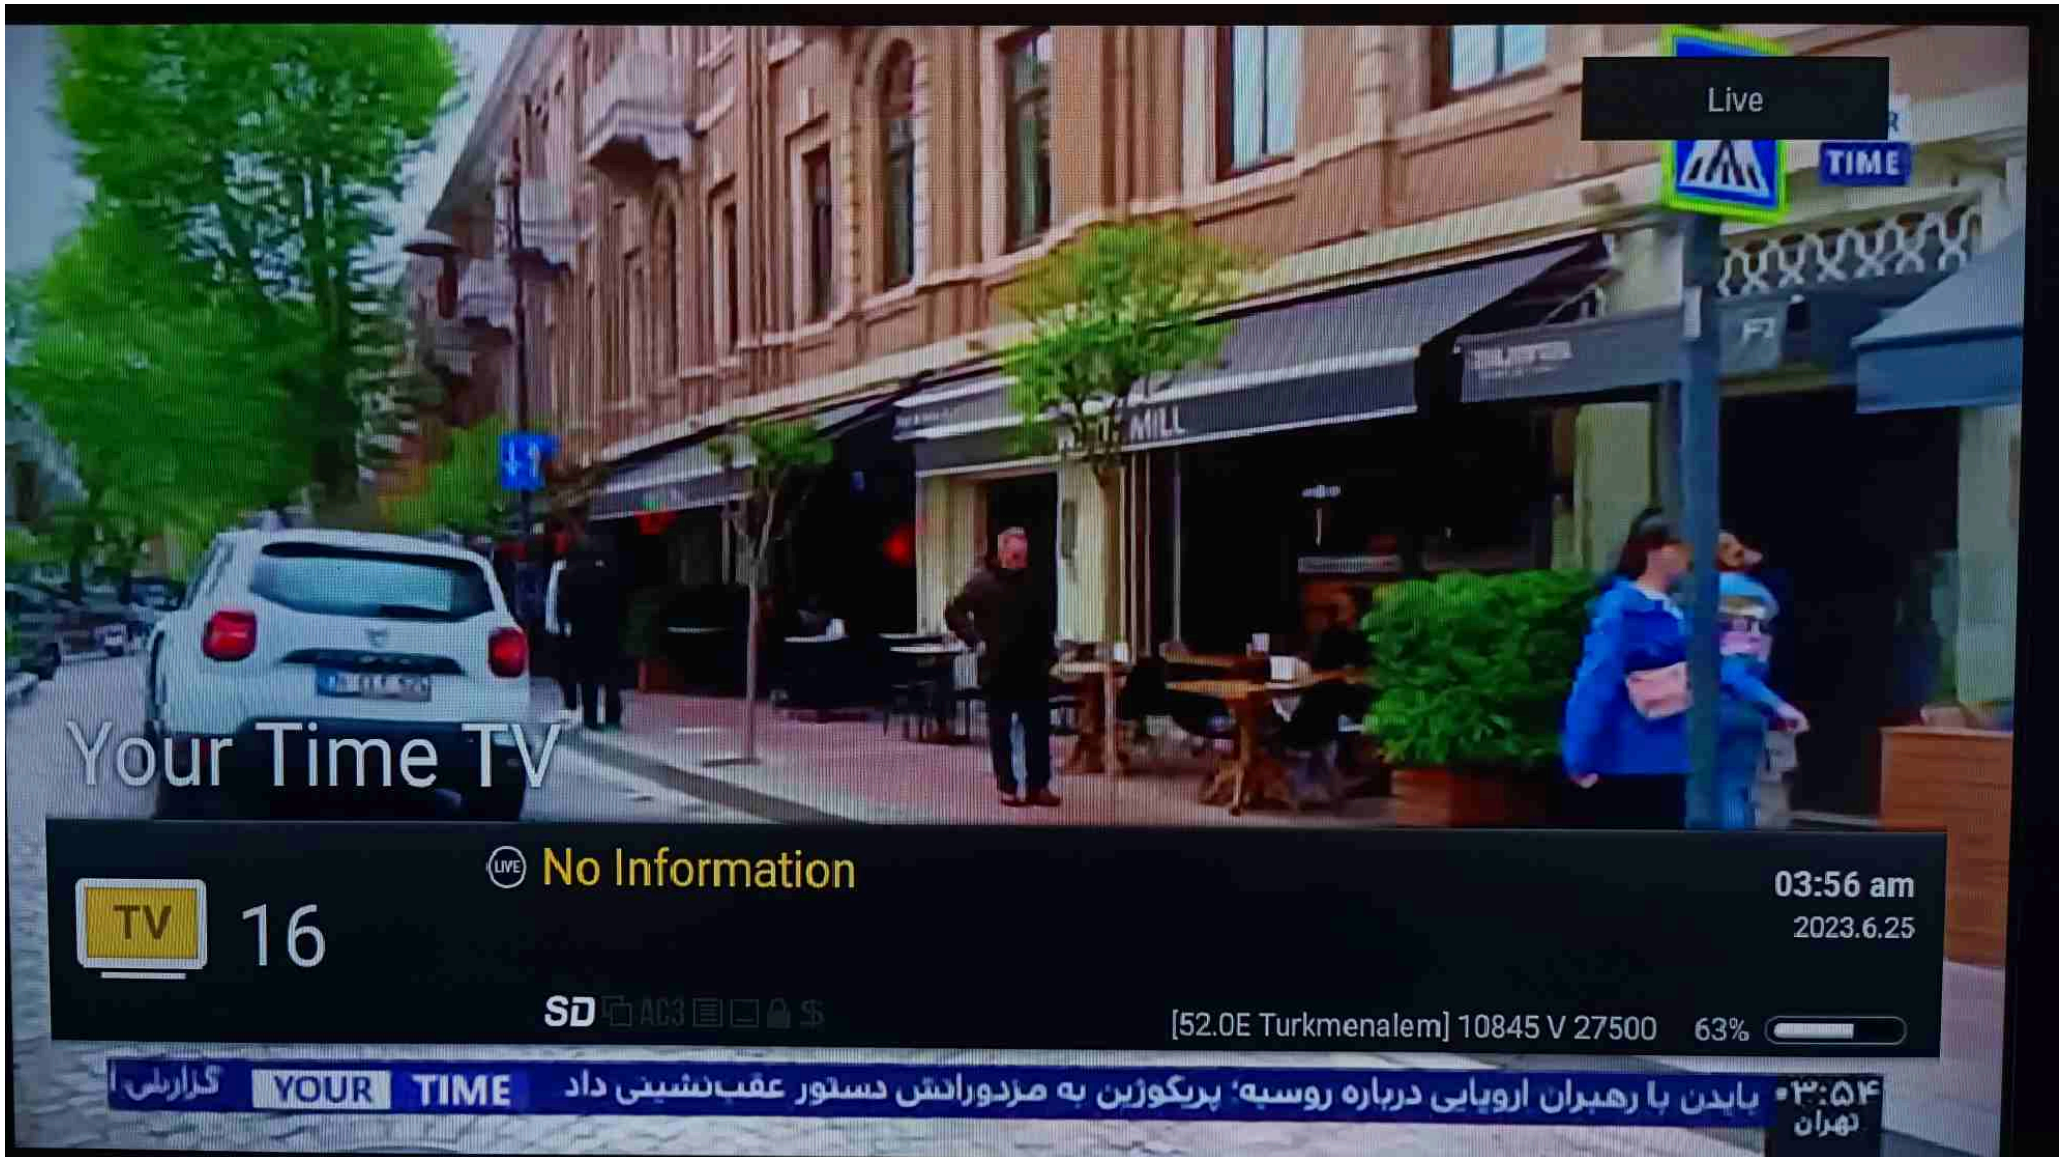 Live
TIME
MILL
Your Time TV
LIVE No Information
TV 16
03:56 am
2023.6.25
SD AC3 $
[52.0E Turkmenalem] 10845 V 27500 63%
۰۳:۵۴ بایدن با رهبران اروپایی درباره روسیه؛ پریگوژین به مزدورانش دستور عقب‌نشینی داد YOUR TIME
تهران